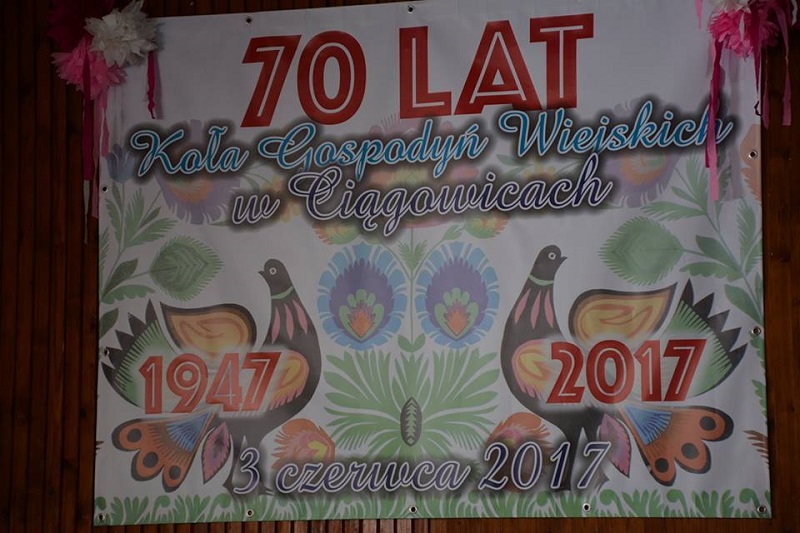 70 LAT
Koła Gospodyń Wiejskich
w Ciągowicach
1947 2017
3 czerwca 2017